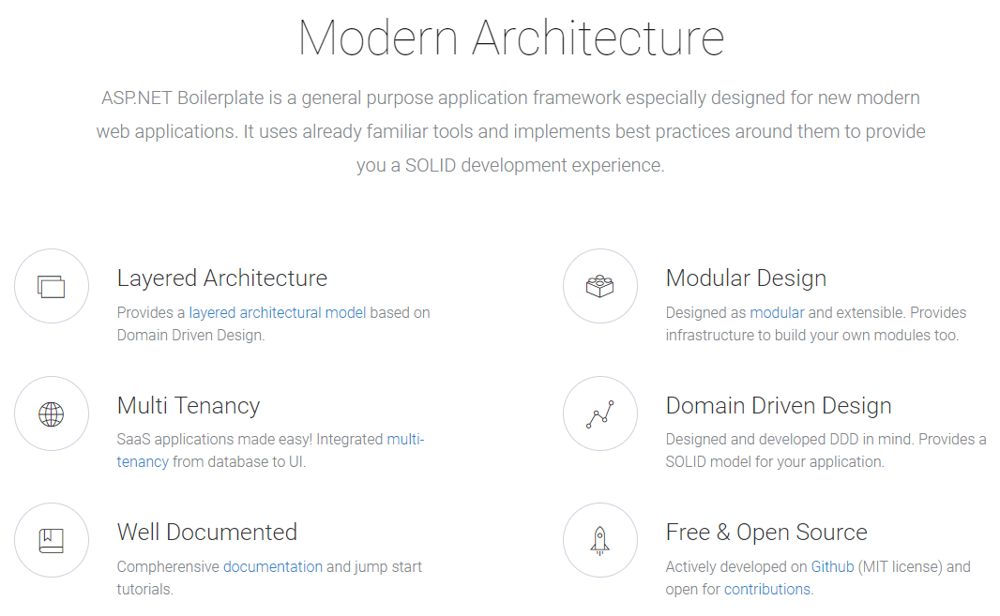 Modern Architecture
ASP.NET Boilerplate is a general purpose application framework especially designed for new modern
web applications. It uses already familiar tools and implements best practices around them to provide
you a SOLID development experience.
Layered Architecture
Provides a layered architectural model based on
Domain Driven Design.
Modular Design
Designed as modular and extensible. Provides
infrastructure to build your own modules too.
Multi Tenancy
SaaS applications made easy! Integrated multi-
tenancy from database to UI.
Domain Driven Design
Designed and developed DDD in mind. Provides a
SOLID model for your application.
Well Documented
Compherensive documentation and jump start
tutorials.
Free & Open Source
Actively developed on Github (MIT license) and
open for contributions.